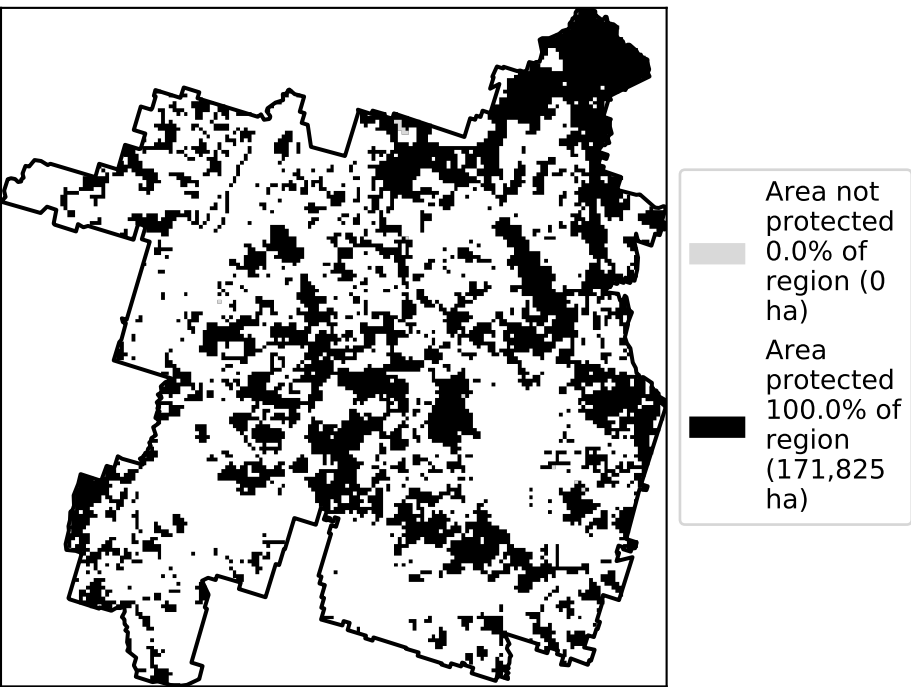 Area not
protected
0.0% of
region (0
ha)
Area
protected
100.0% of
region
(171,825
ha)